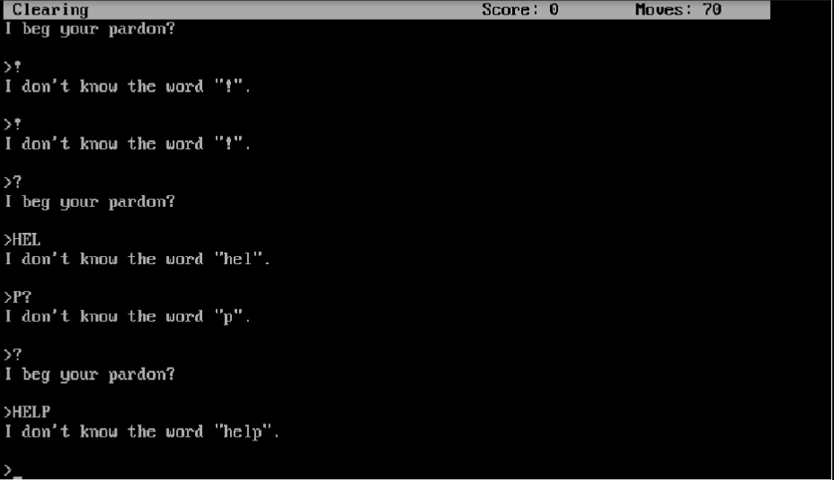 Clearing Score: 0 Moves: 70
I beg your pardon?
>!
I don't know the word "!".
>!
I don't know the word "!".
>?
I beg your pardon?
>HEL
I don't know the word "hel".
>P?
I don't know the word "p".
>?
I beg your pardon?
>HELP
I don't know the word "help".
>_